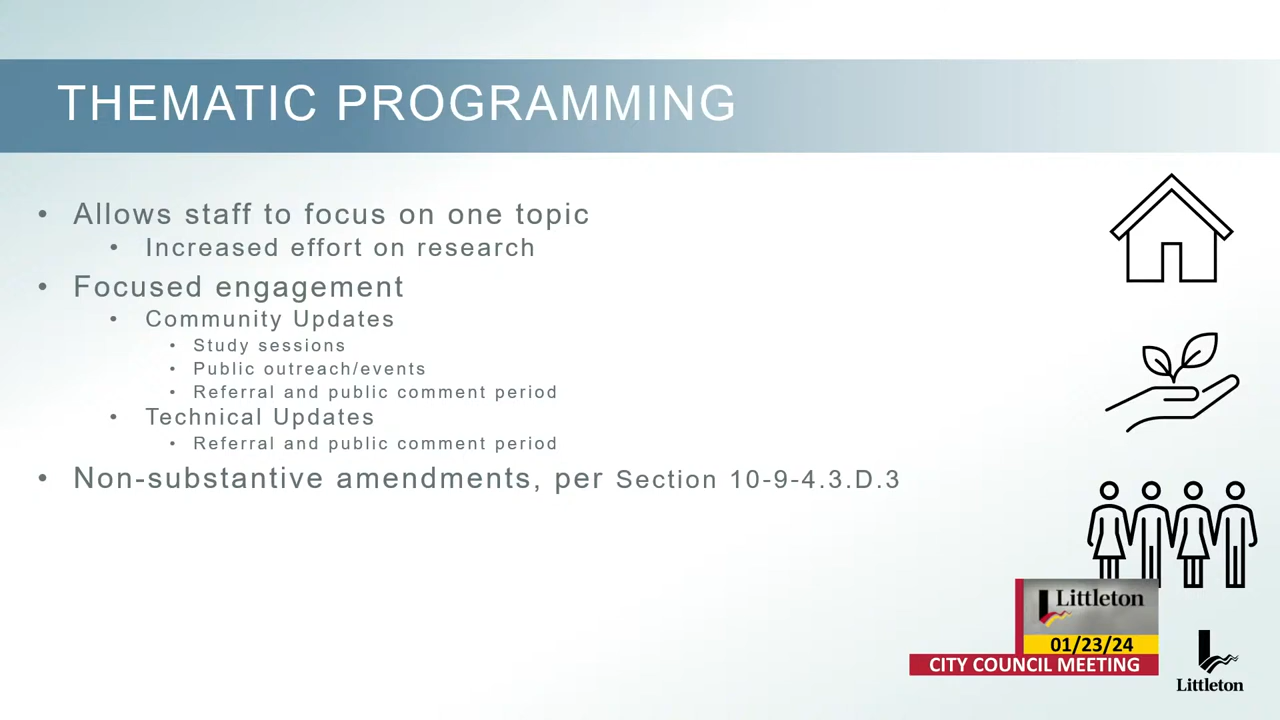 THEMATIC PROGRAMMING
• Allows staff to focus on one topic
• Increased effort on research
• Focused engagement
• Community Updates
• Study sessions
• Public outreach/events
• Referral and public comment period
• Technical Updates
• Referral and public comment period
• Non-substantive amendments, per Section 10-9-4.3.D.3
Littleton
01/23/24
CITY COUNCIL MEETING
Littleton